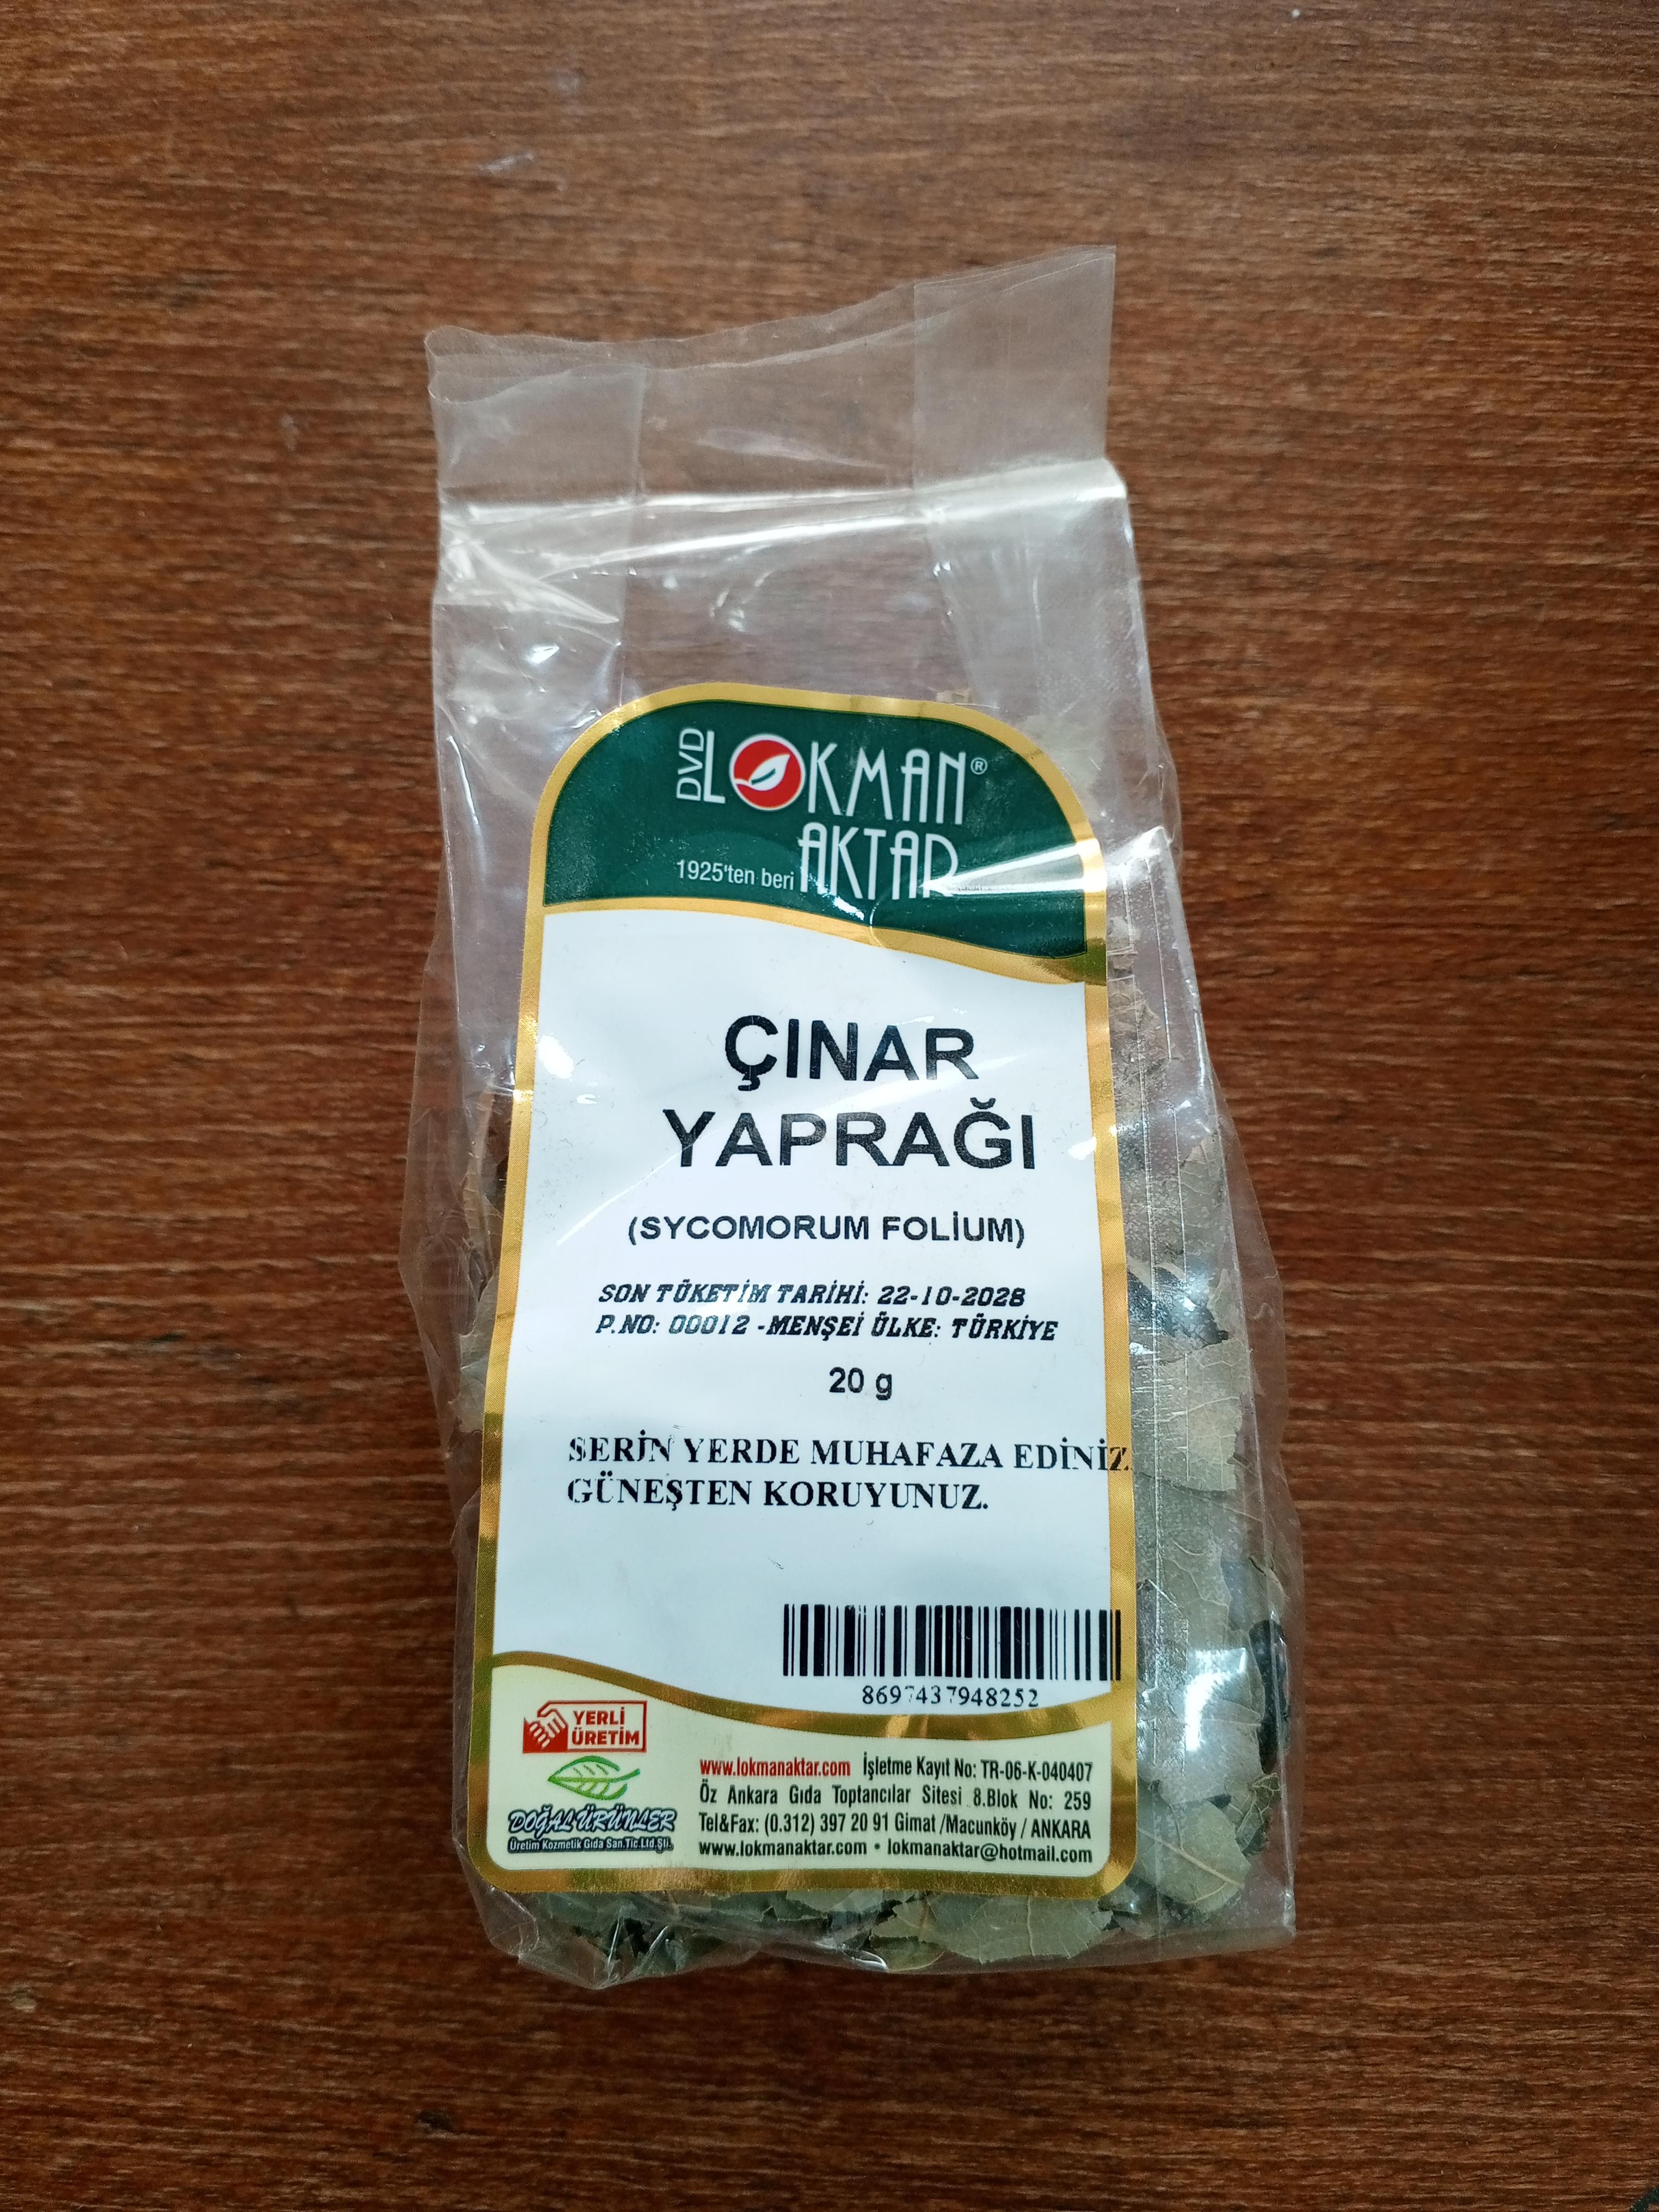 DVD LOKMAN®
1925'ten beri AKTAR
ÇINAR
YAPRAĞI
(SYCOMORUM FOLİUM)
SON TÜKETİM TARİHİ: 22-10-2028
P.NO: 00012 -MENŞEİ ÜLKE: TÜRKİYE
20 g
SERİN YERDE MUHAFAZA EDİNİZ
GÜNEŞTEN KORUYUNUZ.
8697437948252
YERLİ
ÜRETİM
DOĞAL ÜRÜNLER
Üretim Kozmetik Gıda San.Tic.Ltd.Şti.
www.lokmanaktar.com İşletme Kayıt No: TR-06-K-040407
Öz Ankara Gıda Toptancılar Sitesi 8.Blok No: 259
Tel&Fax: (0.312) 397 20 91 Gimat /Macunköy / ANKARA
www.lokmanaktar.com • lokmanaktar@hotmail.com